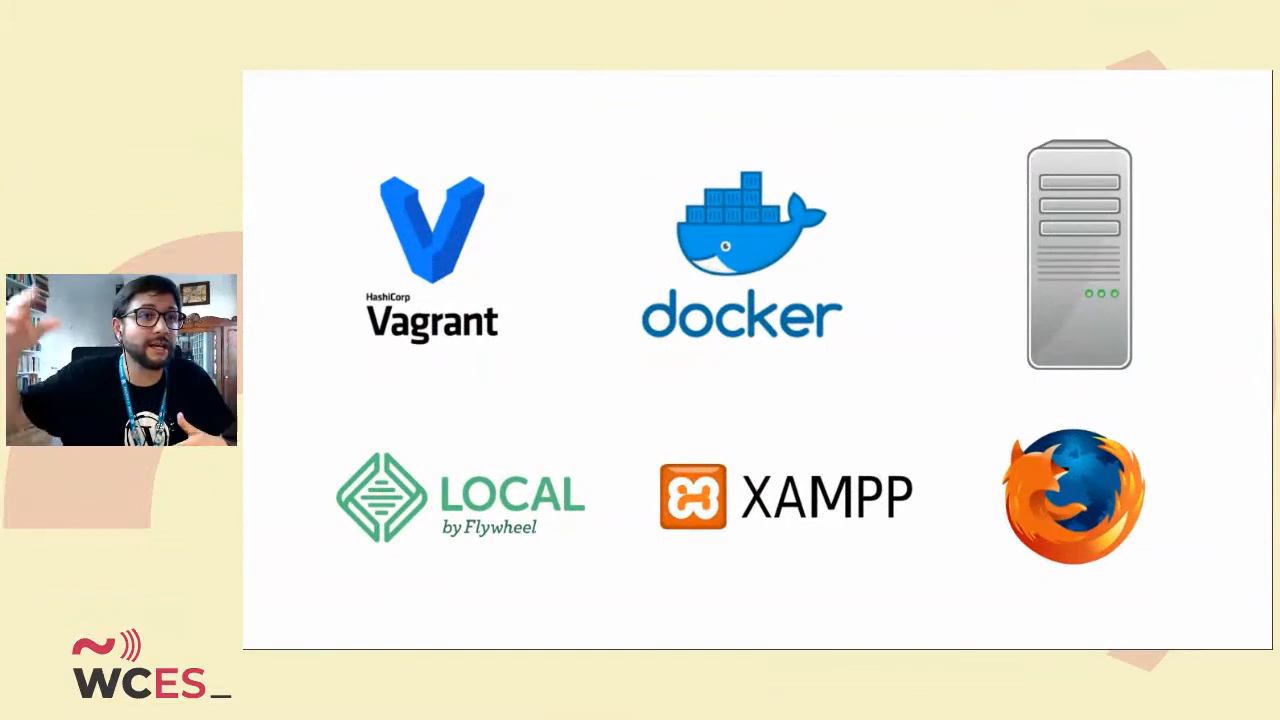 HashiCorp
Vagrant
docker
LOCAL
by Flywheel
XAMPP
WCES_